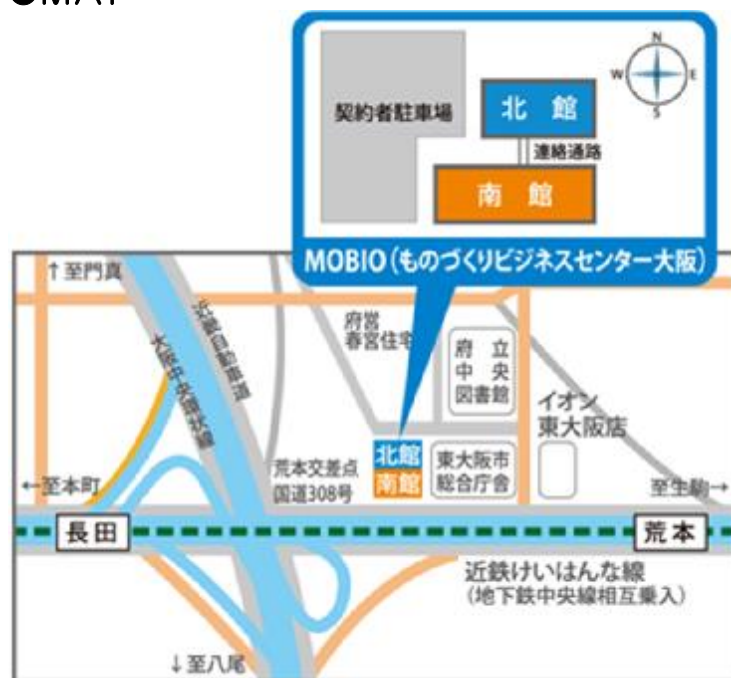 N
W E
S
契約者駐車場
北 館
連絡通路
南 館
MOBIO(ものづくりビジネスセンター大阪)
↑至門真
近畿自動車道
大阪中央環状線
府営
春宮住宅
府 立
中 央
図書館
イオン
東大阪店
荒本交差点
国道308号
北館
南館
東大阪市
総合庁舎
←至本町
至生駒→
長田
荒本
近鉄けいはんな線
(地下鉄中央線相互乗入)
↓至八尾